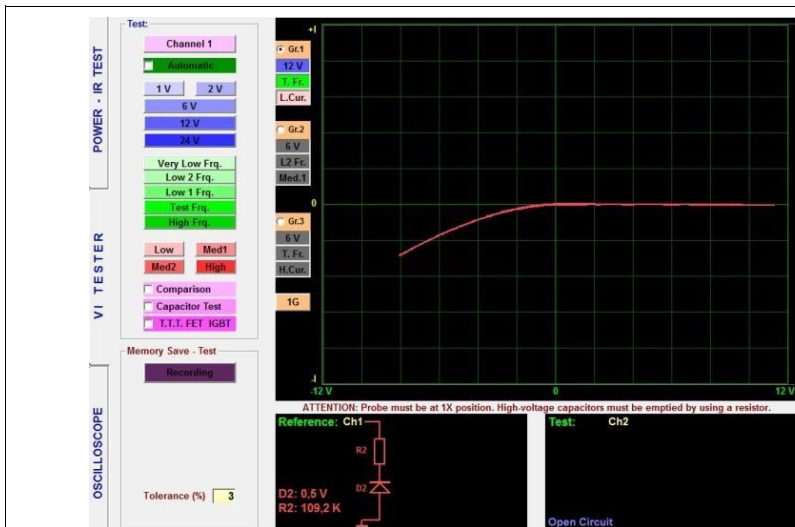 POWER - IR TEST
VI TESTER
OSCILLOSCOPE
Test:
Channel 1
Automatic
1 V 2 V
6 V
12 V
24 V
Very Low Frq.
Low 2 Frq.
Low 1 Frq.
Test Frq.
High Frq.
Low Med1
Med2 High
Comparison
Capacitor Test
T.T.T. FET IGBT
Memory Save - Test
Recording
Tolerance (%) 3
Gr.1
12 V
T. Fr.
L.Cur.
Gr.2
6 V
L2 Fr.
Med.1
Gr.3
6 V
T. Fr.
H.Cur.
1G
+1
0
-1
-12 V 0 12 V
ATTENTION: Probe must be at 1X position. High-voltage capacitors must be emptied by using a resistor.
Reference: Ch1
R2
D2
D2: 0,5 V
R2: 109,2 K
Test: Ch2
Open Circuit